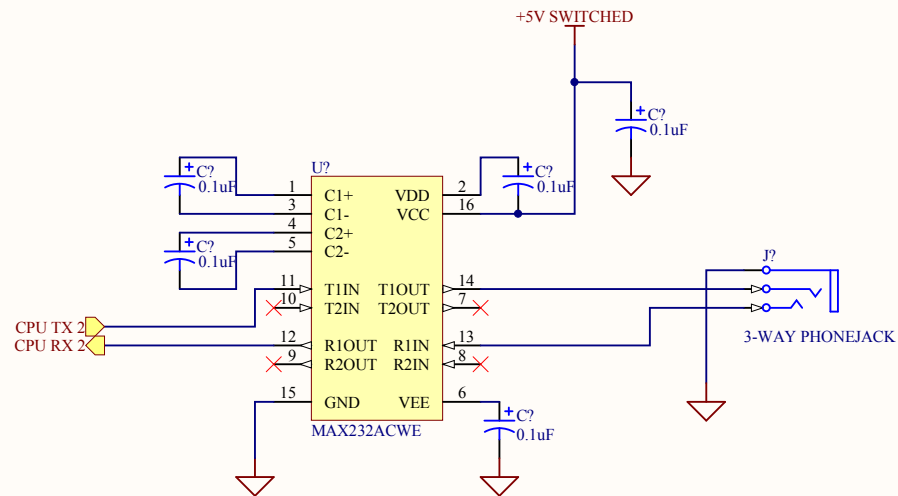 +5V SWITCHED
C?
0.1uF
U?
C?
0.1uF
1
C1+
VDD
2
C?
0.1uF
3
C1-
VCC
16
4
C2+
C?
0.1uF
5
C2-
J?
11
T1IN
T1OUT
14
10
T2IN
T2OUT
7
CPU TX 2
3-WAY PHONEJACK
CPU RX 2
12
R1OUT
R1IN
13
9
R2OUT
R2IN
8
15
GND
VEE
6
C?
0.1uF
MAX232ACWE